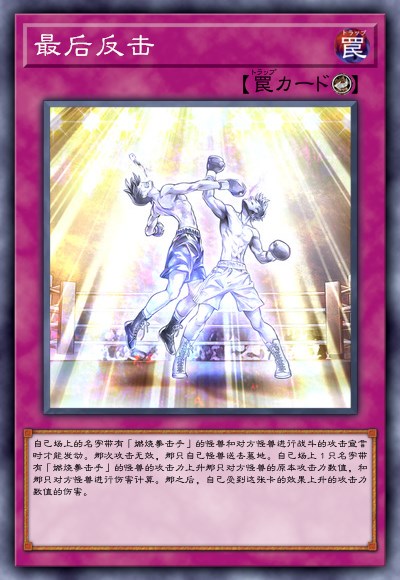 最后反击
トラップ
罠
トラップ
【罠カード】
自己场上的名字带有「燃烧拳击手」的怪兽和对方怪兽进行战斗的攻击宣言
时才能发动。那次攻击无效，那只自己怪兽送去墓地。自己场上１只名字带
有「燃烧拳击手」的怪兽的攻击力上升那只对方怪兽的原本攻击力数值，和
那只对方怪兽进行伤害计算。那之后，自己受到这张卡的效果上升的攻击力
数值的伤害。